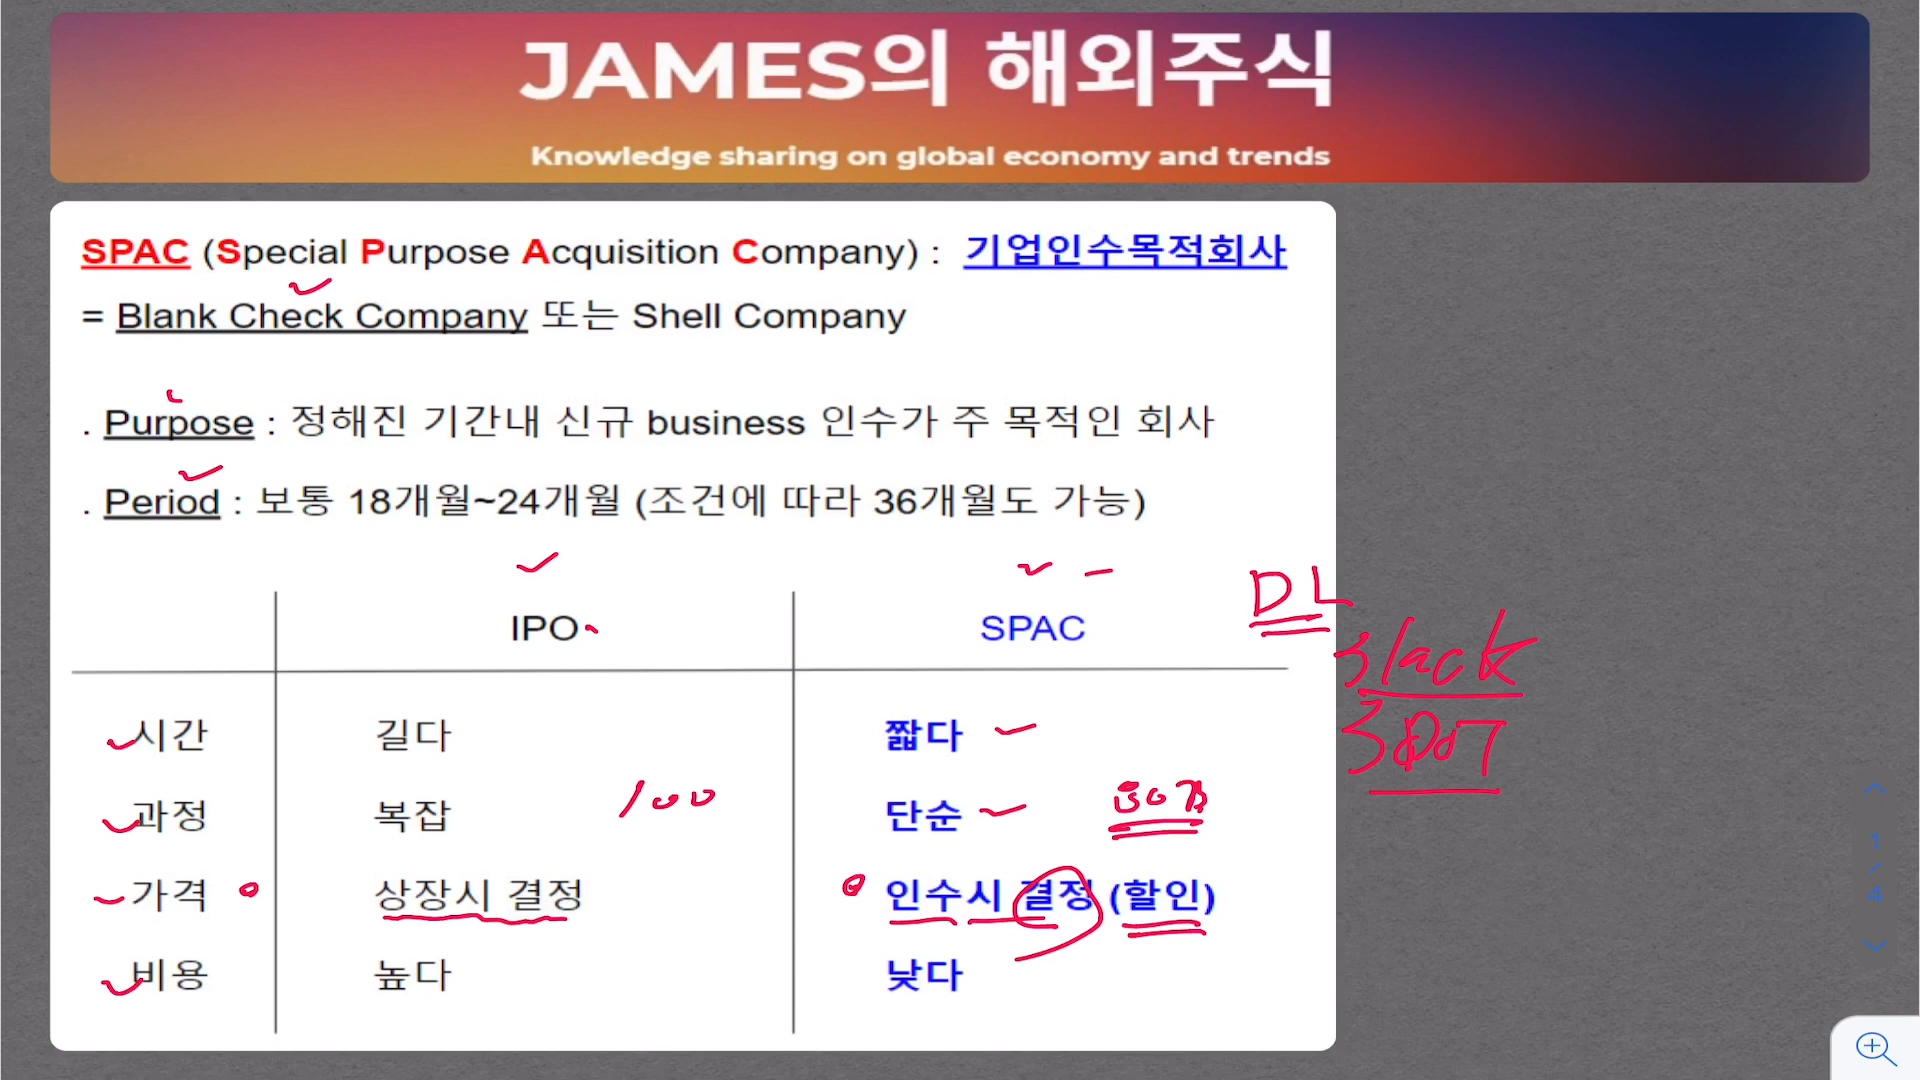 JAMES의 해외주식
Knowledge sharing on global economy and trends
SPAC (Special Purpose Acquisition Company) : 기업인수목적회사
= Blank Check Company 또는 Shell Company
. Purpose : 정해진 기간내 신규 business 인수가 주 목적인 회사
. Period : 보통 18개월~24개월 (조건에 따라 36개월도 가능)
IPO SPAC
DL
Slack
시간 길다 짧다
과정 복잡 100 단순
가격 상장시 결정 인수시 결정 (할인)
비용 높다 낮다
1
/
4